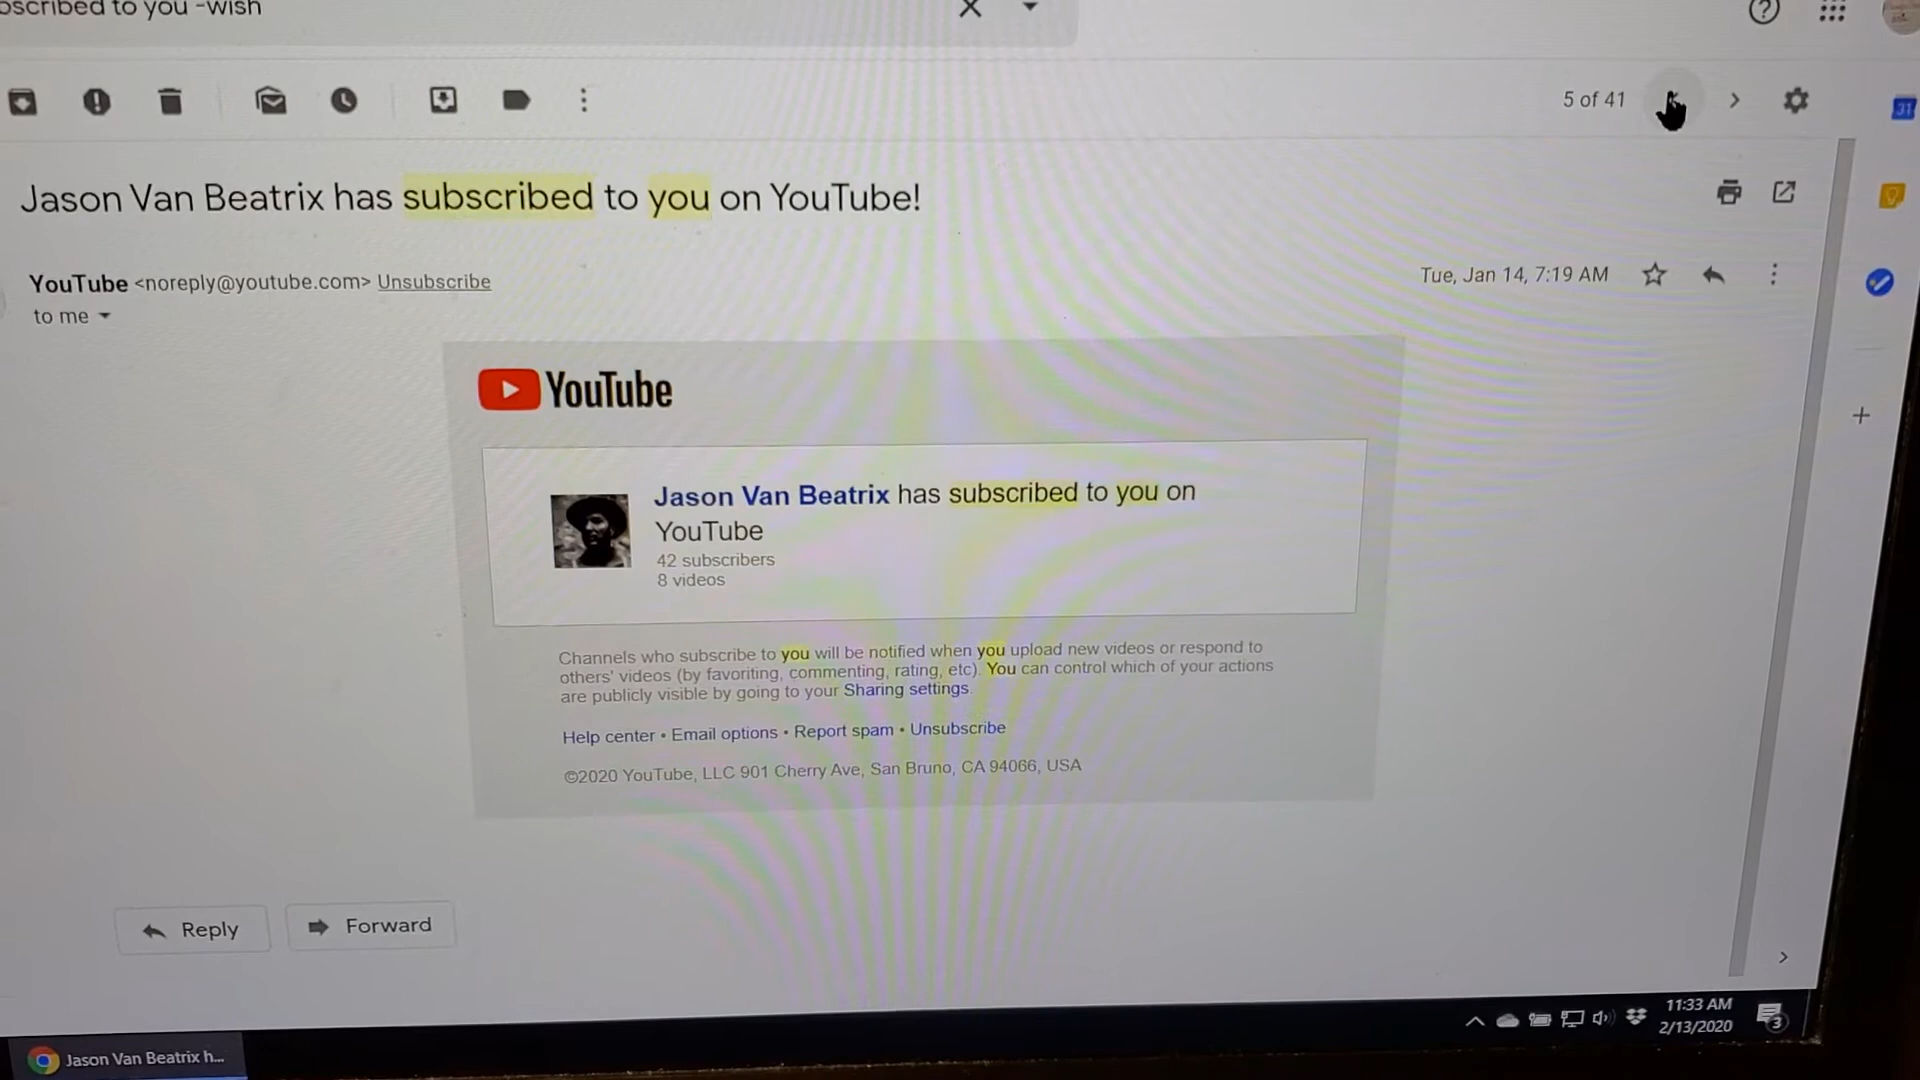 bscribed to you -wish
5 of 41
31
Jason Van Beatrix has subscribed to you on YouTube!
YouTube <noreply@youtube.com> Unsubscribe
Tue, Jan 14, 7:19 AM
to me
YouTube
Jason Van Beatrix has subscribed to you on
YouTube
42 subscribers
8 videos
Channels who subscribe to you will be notified when you upload new videos or respond to
others' videos (by favoriting, commenting, rating, etc). You can control which of your actions
are publicly visible by going to your Sharing settings.
Help center • Email options • Report spam • Unsubscribe
©2020 YouTube, LLC 901 Cherry Ave, San Bruno, CA 94066, USA
Reply
Forward
11:33 AM
2/13/2020
3
Jason Van Beatrix h...